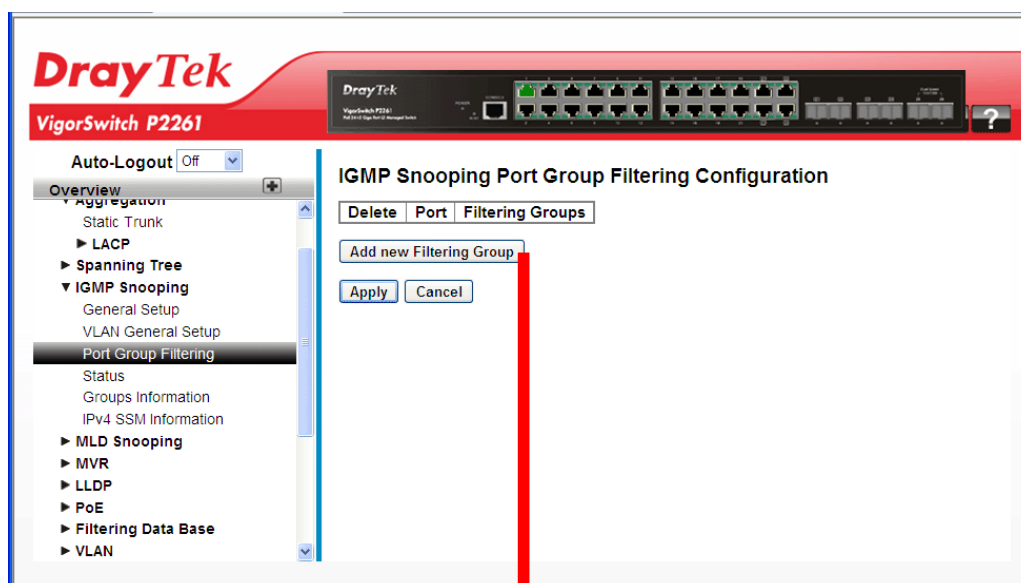 DrayTek
VigorSwitch P2261
DrayTek
VigorSwitch P2261
?
Auto-Logout Off
Overview
▼ Aggregation
Static Trunk
▶ LACP
▶ Spanning Tree
▼ IGMP Snooping
General Setup
VLAN General Setup
Port Group Filtering
Status
Groups Information
IPv4 SSM Information
▶ MLD Snooping
▶ MVR
▶ LLDP
▶ PoE
▶ Filtering Data Base
▶ VLAN
IGMP Snooping Port Group Filtering Configuration
Delete Port Filtering Groups
Add new Filtering Group
Apply Cancel